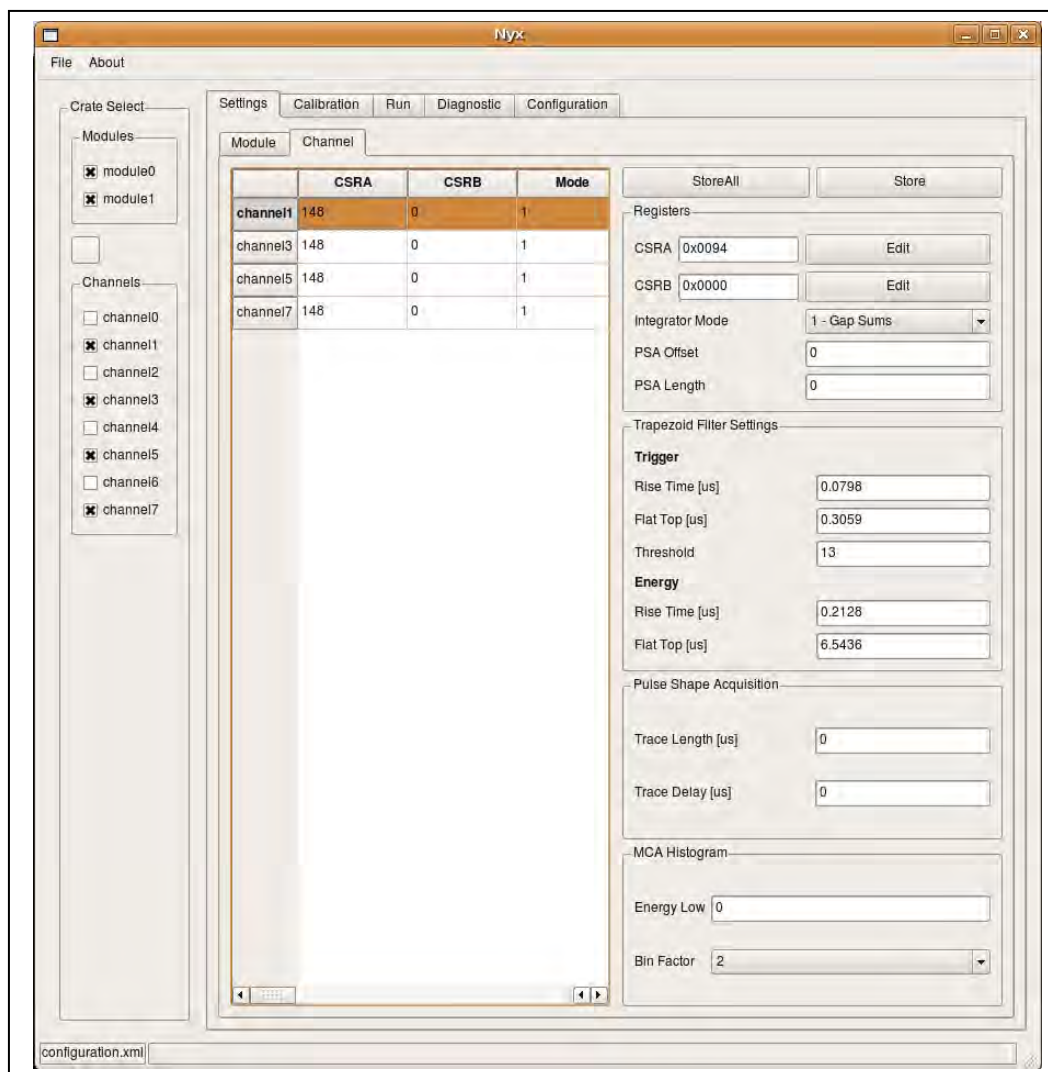 Nyx
File About
Crate Select
Modules
module0
module1
Channels
channel0
channel1
channel2
channel3
channel4
channel5
channel6
channel7
Settings Calibration Run Diagnostic Configuration
Module Channel
CSRA CSRB Mode
channel1 148 0 1
channel3 148 0 1
channel5 148 0 1
channel7 148 0 1
StoreAll Store
Registers
CSRA 0x0094 Edit
CSRB 0x0000 Edit
Integrator Mode 1 - Gap Sums
PSA Offset 0
PSA Length 0
Trapezoid Filter Settings
Trigger
Rise Time [us] 0.0798
Flat Top [us] 0.3059
Threshold 13
Energy
Rise Time [us] 0.2128
Flat Top [us] 6.5436
Pulse Shape Acquisition
Trace Length [us] 0
Trace Delay [us] 0
MCA Histogram
Energy Low 0
Bin Factor 2
configuration.xml